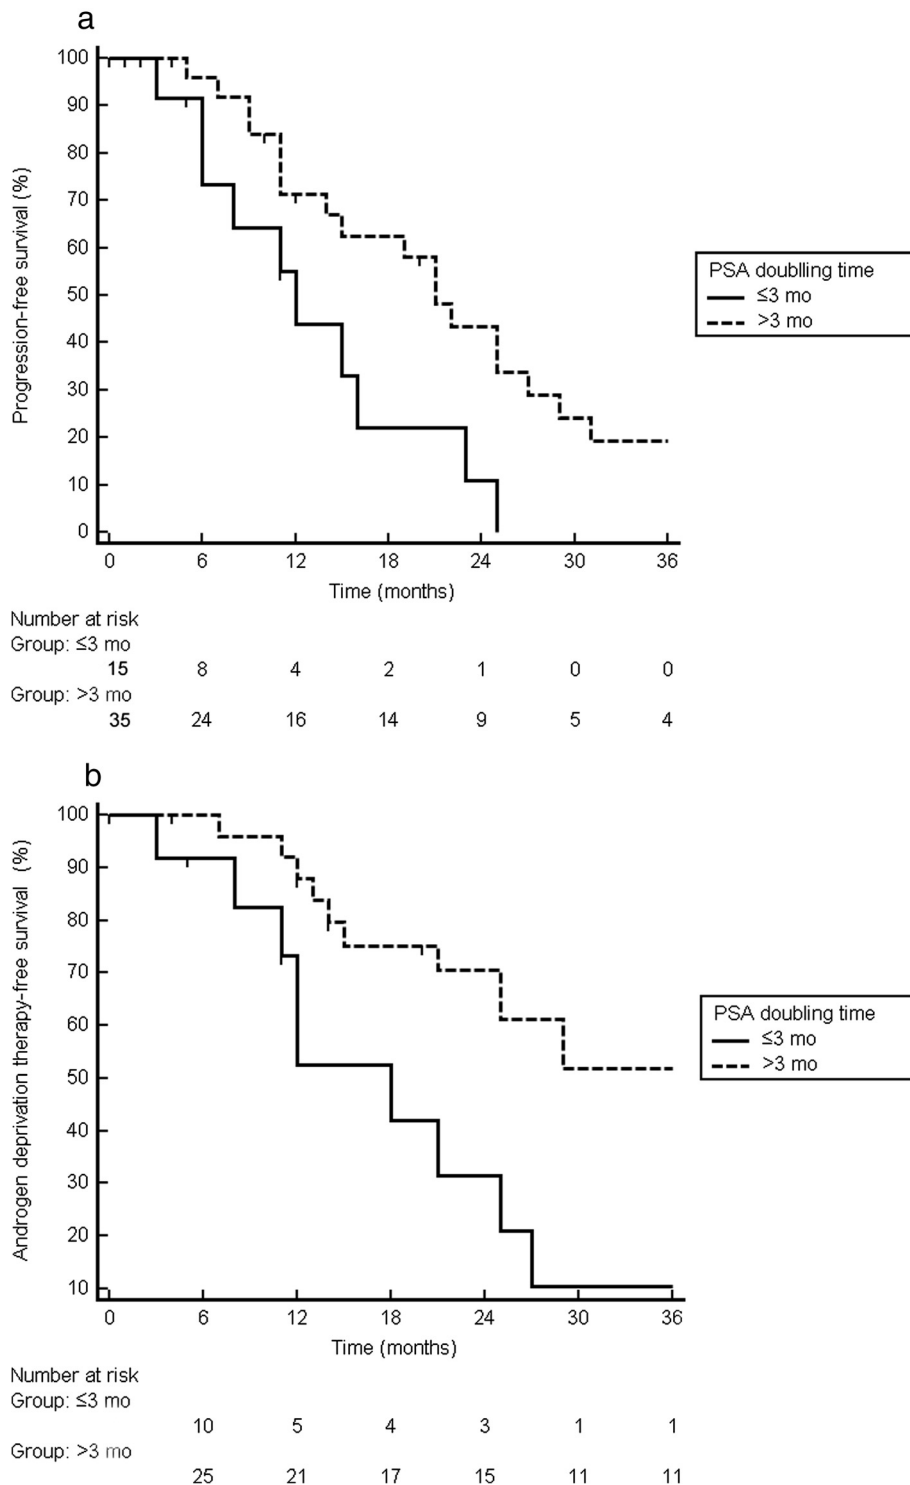 a
Progression-free survival (%)
100
90
80
70
60
50
40
30
20
10
0
0 6 12 18 24 30 36
Time (months)
PSA doublling time
≤3 mo
>3 mo
Number at risk
Group: ≤3 mo
15 8 4 2 1 0 0
Group: >3 mo
35 24 16 14 9 5 4
b
Androgen deprivation therapy-free survival (%)
100
90
80
70
60
50
40
30
20
10
0 6 12 18 24 30 36
Time (months)
PSA doubling time
≤3 mo
>3 mo
Number at risk
Group: ≤3 mo
10 5 4 3 1 1
Group: >3 mo
25 21 17 15 11 11